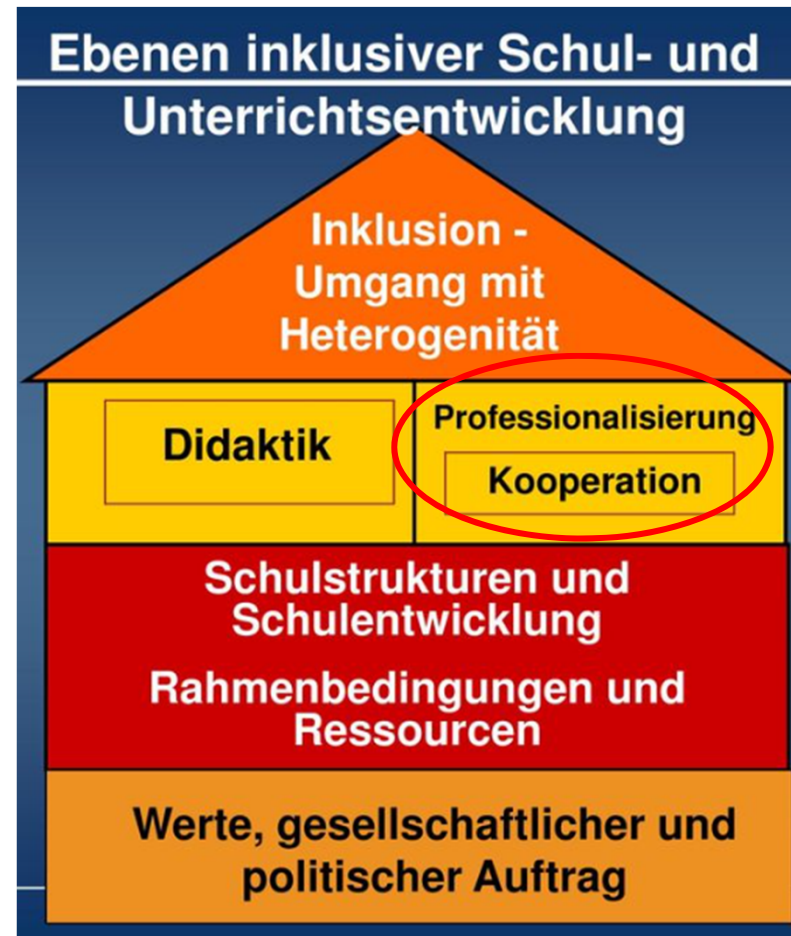 Ebenen inklusiver Schul- und
Unterrichtsentwicklung
Inklusion -
Umgang mit
Heterogenität
Didaktik
Professionalisierung
Kooperation
Schulstrukturen und
Schulentwicklung
Rahmenbedingungen und
Ressourcen
Werte, gesellschaftlicher und
politischer Auftrag